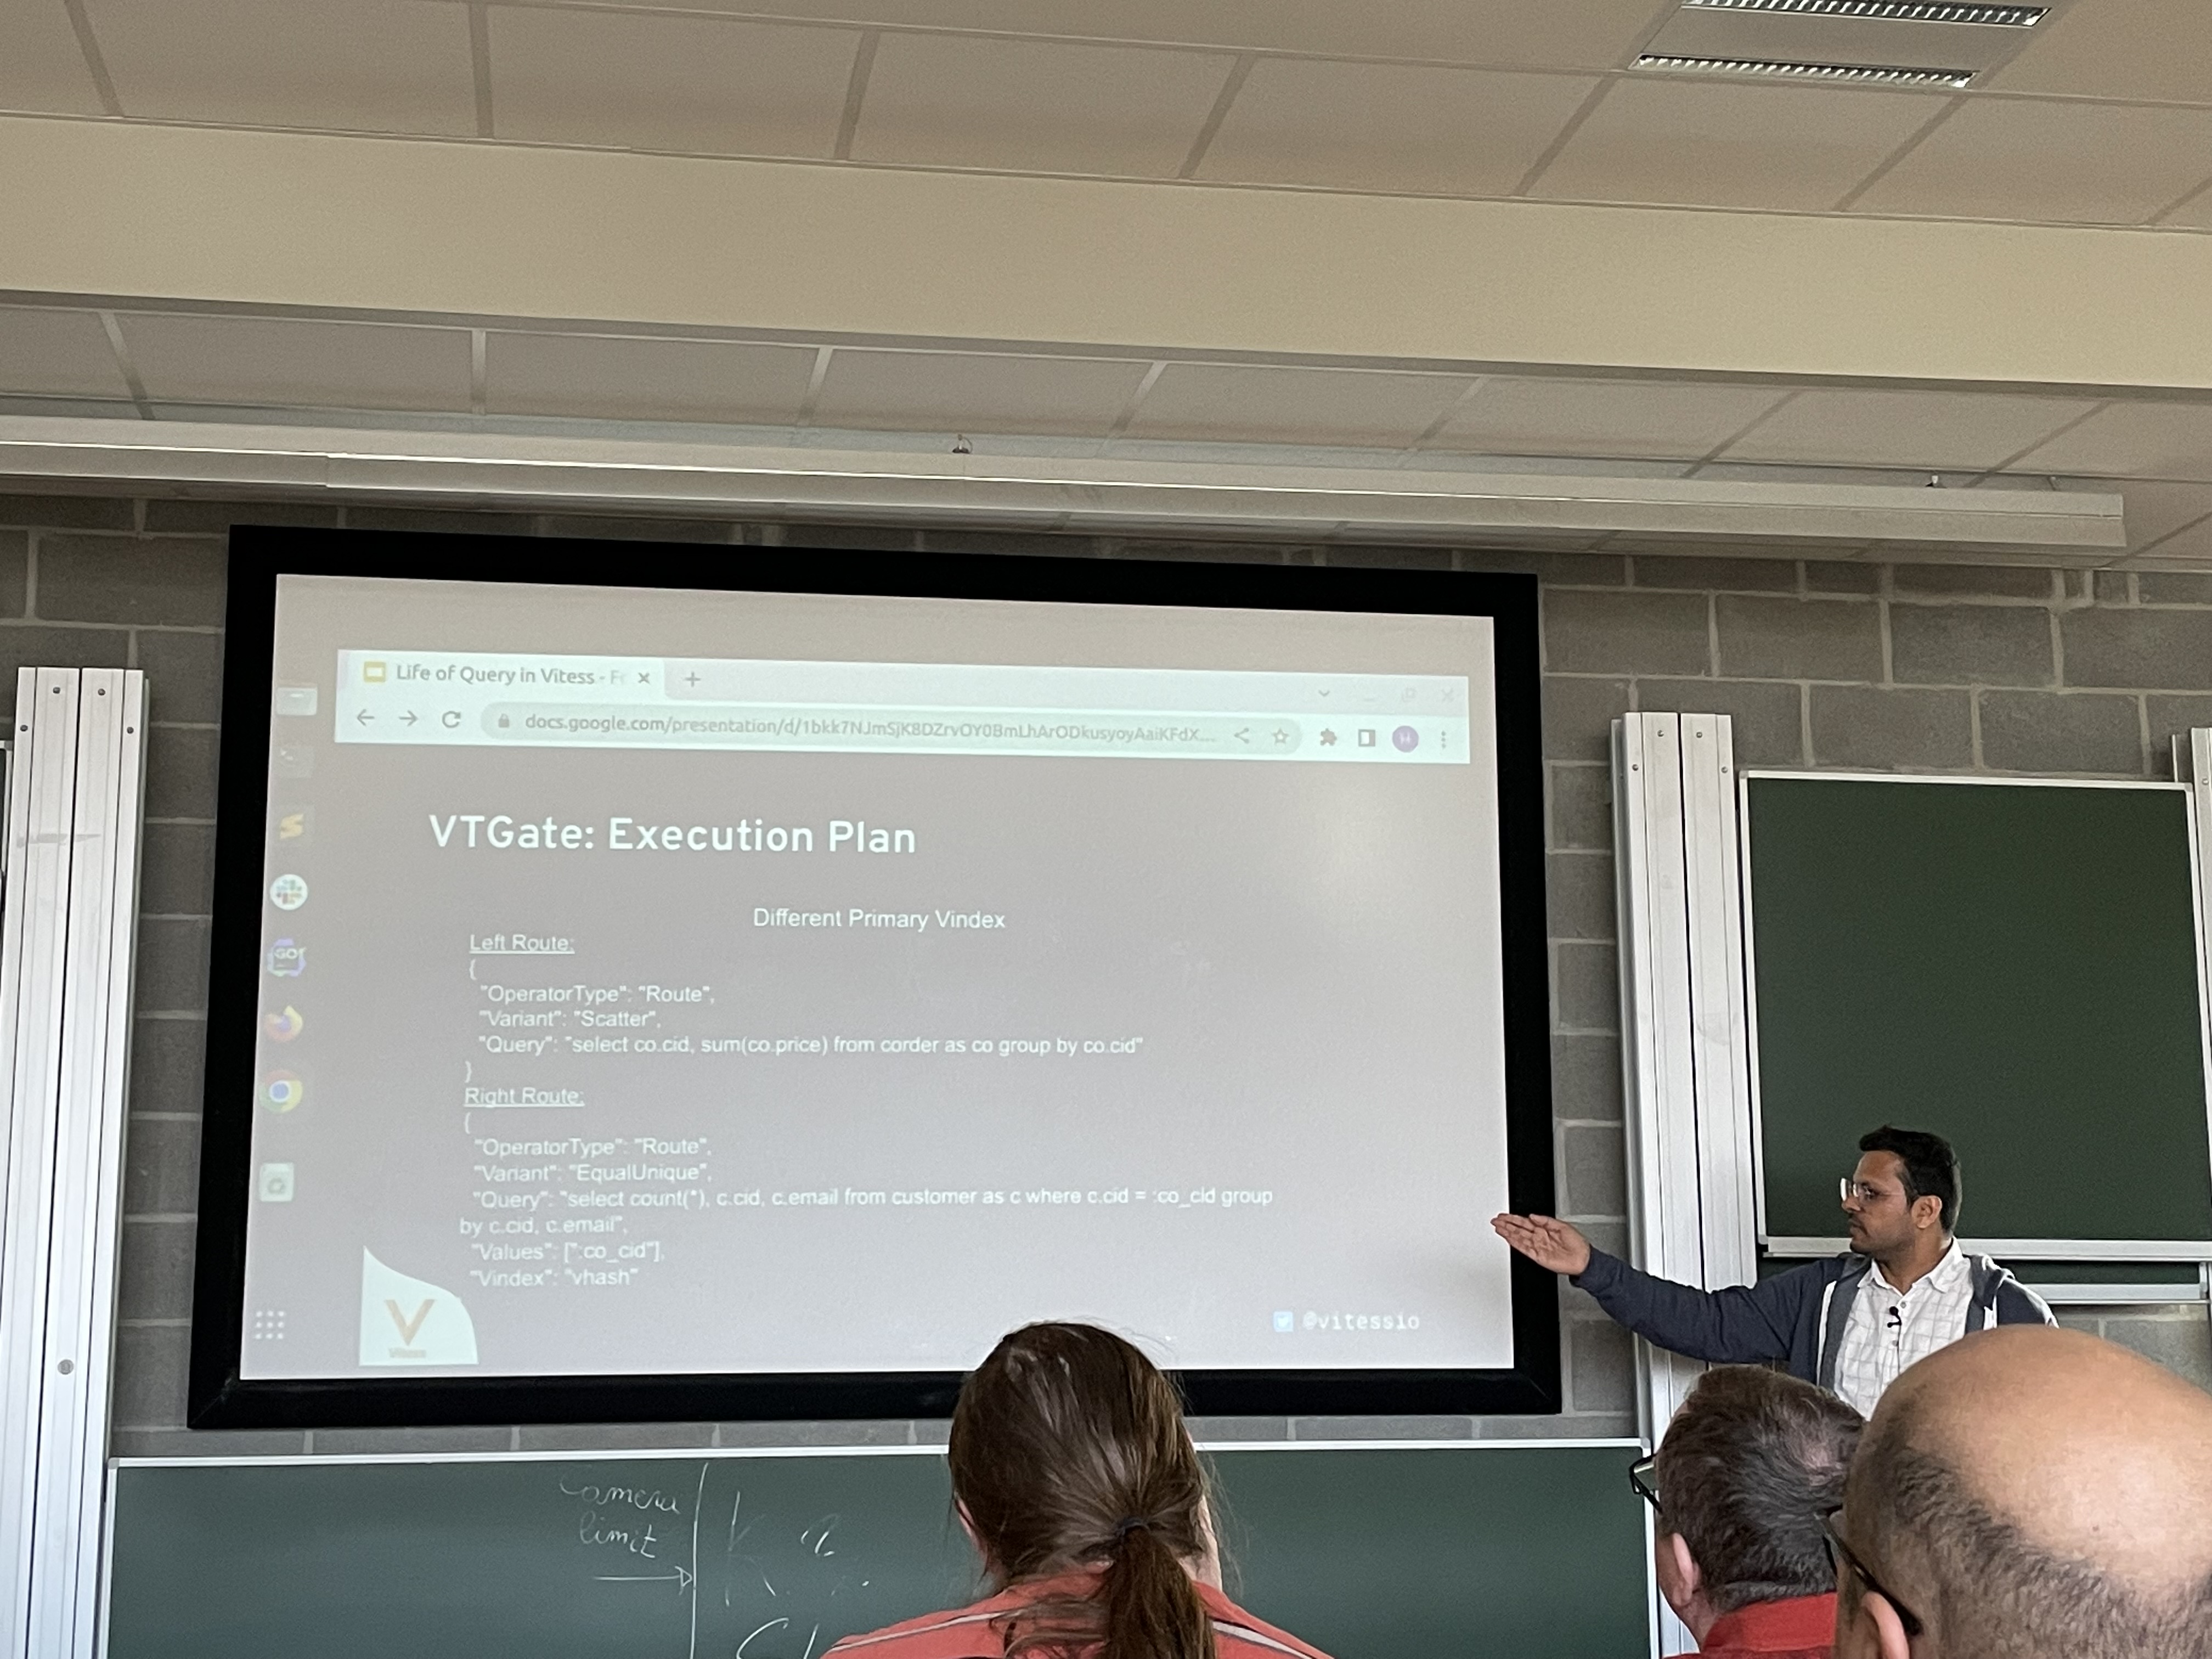 Life of Query in Vitess - Fr
docs.google.com/presentation/d/1bkk7NJmSjK8DZrvOY0BmLhArODkusyoyAaiKFdX...
H
VTGate: Execution Plan
Different Primary Vindex
Left Route:
{
"OperatorType": "Route",
"Variant": "Scatter",
"Query": "select co.cid, sum(co.price) from corder as co group by co.cid"
}
Right Route:
{
"OperatorType": "Route",
"Variant": "EqualUnique",
"Query": "select count(*), c.cid, c.email from customer as c where c.cid = :co_cid group
by c.cid, c.email",
"Values": [":co_cid"],
"Vindex": "vhash"
V
Vitess
@vitessio
GO
camera
limit